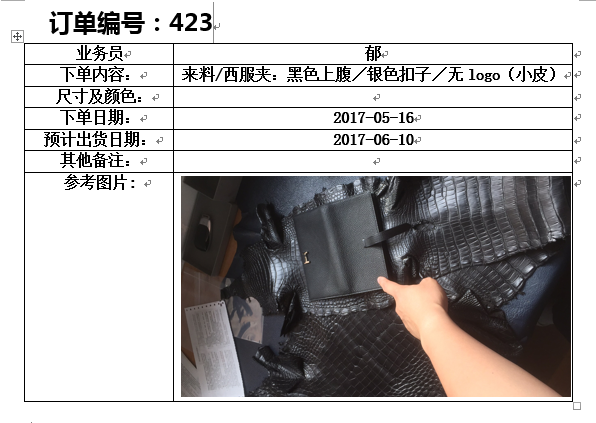 订单编号：423
业务员 郁
下单内容： 来料/西服夹：黑色上腹／银色扣子／无 logo（小皮）
尺寸及颜色：
下单日期： 2017-05-16
预计出货日期： 2017-06-10
其他备注：
参考图片：